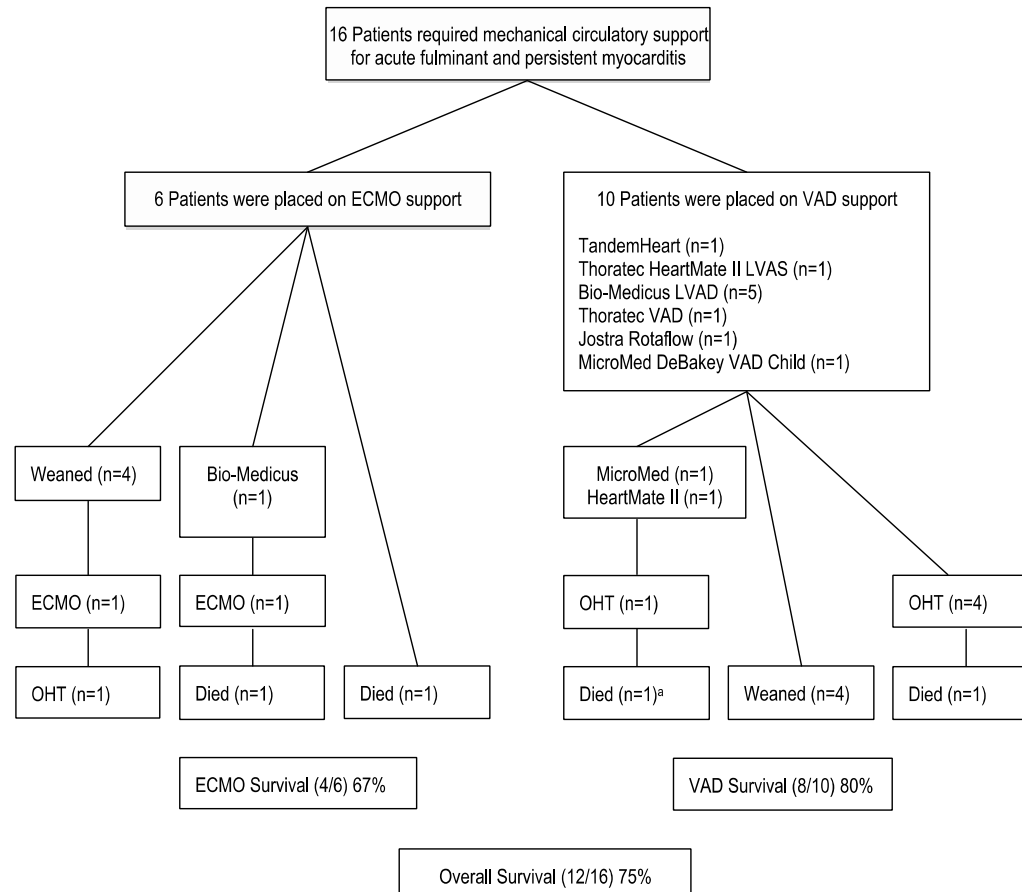 16 Patients required mechanical circulatory support
for acute fulminant and persistent myocarditis
6 Patients were placed on ECMO support
10 Patients were placed on VAD support
TandemHeart (n=1)
Thoratec HeartMate II LVAS (n=1)
Bio-Medicus LVAD (n=5)
Thoratec VAD (n=1)
Jostra Rotaflow (n=1)
MicroMed DeBakey VAD Child (n=1)
Weaned (n=4)
Bio-Medicus
(n=1)
MicroMed (n=1)
HeartMate II (n=1)
ECMO (n=1)
ECMO (n=1)
OHT (n=1)
OHT (n=4)
OHT (n=1)
Died (n=1)
Died (n=1)
Died (n=1)ª
Weaned (n=4)
Died (n=1)
ECMO Survival (4/6) 67%
VAD Survival (8/10) 80%
Overall Survival (12/16) 75%